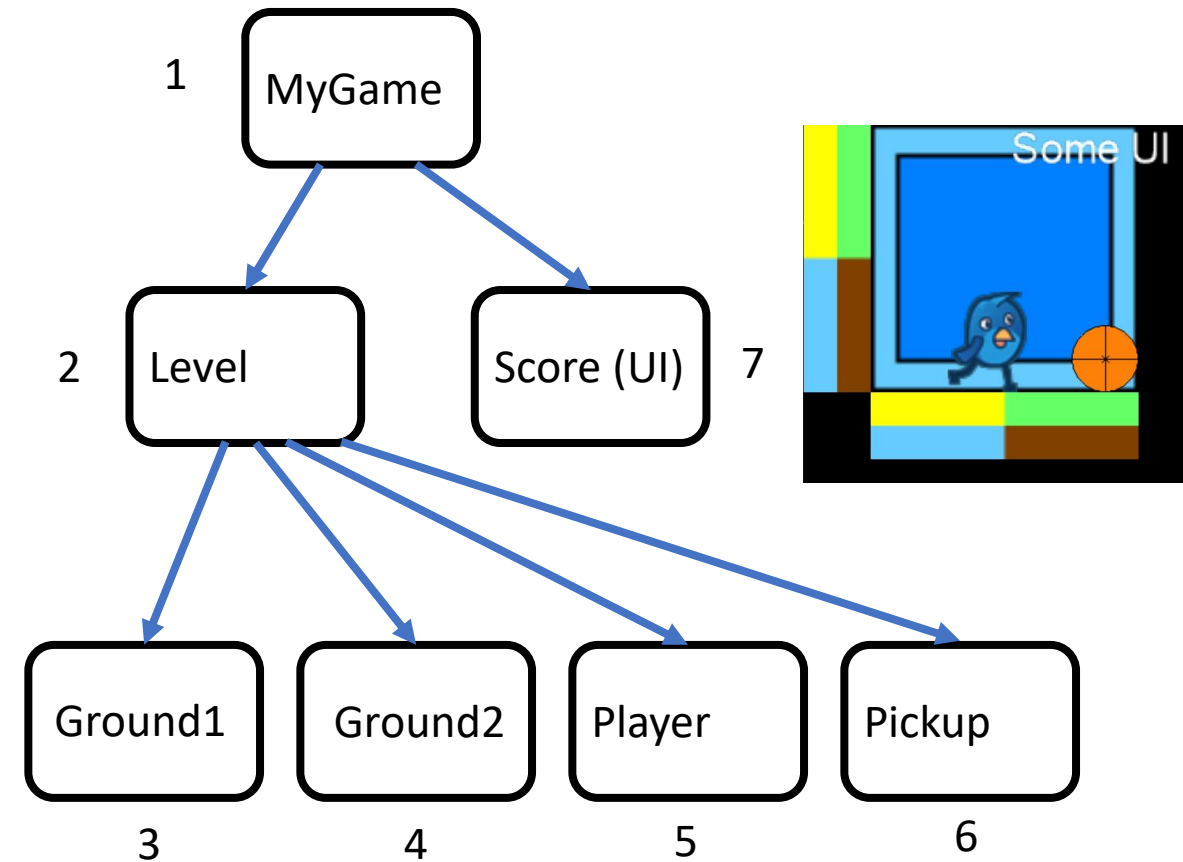 1
MyGame
Some UI
2
Level
Score (UI)
7
Ground1
Ground2
Player
Pickup
3
4
5
6